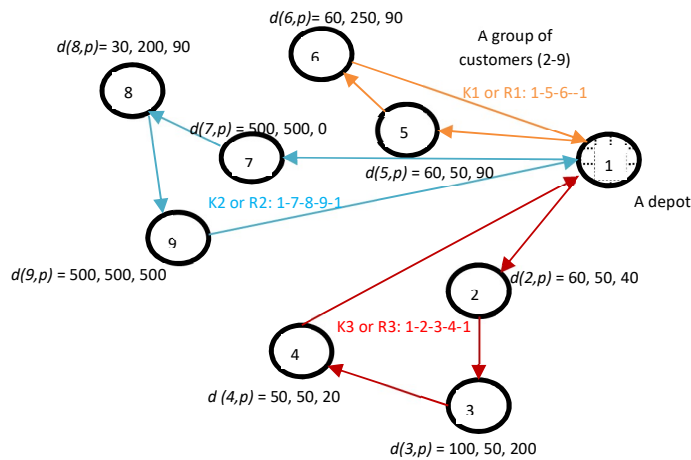 d(6,p)= 60, 250, 90
A group of
customers (2-9)
d(8,p)= 30, 200, 90
6
K1 or R1: 1-5-6--1
8
d(7,p) = 500, 500, 0
5
7
1
d(5,p) = 60, 50, 90
A depot
K2 or R2: 1-7-8-9-1
9
d(9,p) = 500, 500, 500
d(2,p) = 60, 50, 40
2
K3 or R3: 1-2-3-4-1
4
d (4,p) = 50, 50, 20
3
d(3,p) = 100, 50, 200